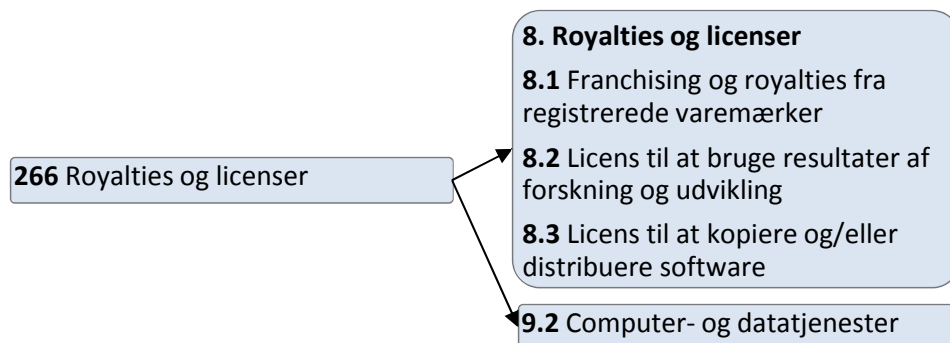 266 Royalties og licenser
8. Royalties og licenser
8.1 Franchising og royalties fra
registrerede varemærker
8.2 Licens til at bruge resultater af
forskning og udvikling
8.3 Licens til at kopiere og/eller
distribuere software
9.2 Computer- og datatjenester